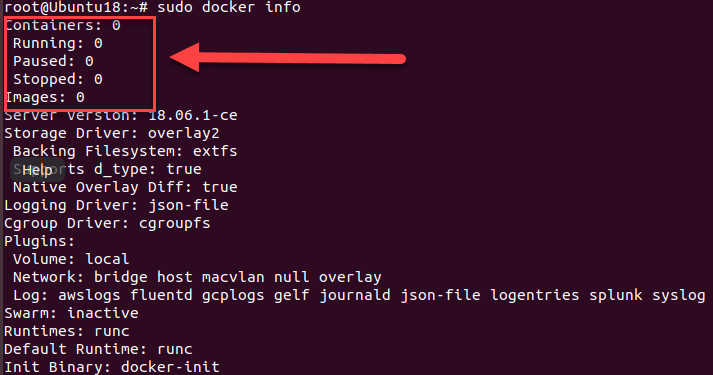 root@Ubuntu18:~# sudo docker info
Containers: 0
Running: 0
Paused: 0
Stopped: 0
Images: 0
Server Version: 18.06.1-ce
Storage Driver: overlay2
Backing Filesystem: extfs
Supports d_type: true
Help
Native Overlay Diff: true
Logging Driver: json-file
Cgroup Driver: cgroupfs
Plugins:
Volume: local
Network: bridge host macvlan null overlay
Log: awslogs fluentd gcplogs gelf journald json-file logentries splunk syslog
Swarm: inactive
Runtimes: runc
Default Runtime: runc
Init Binary: docker-init